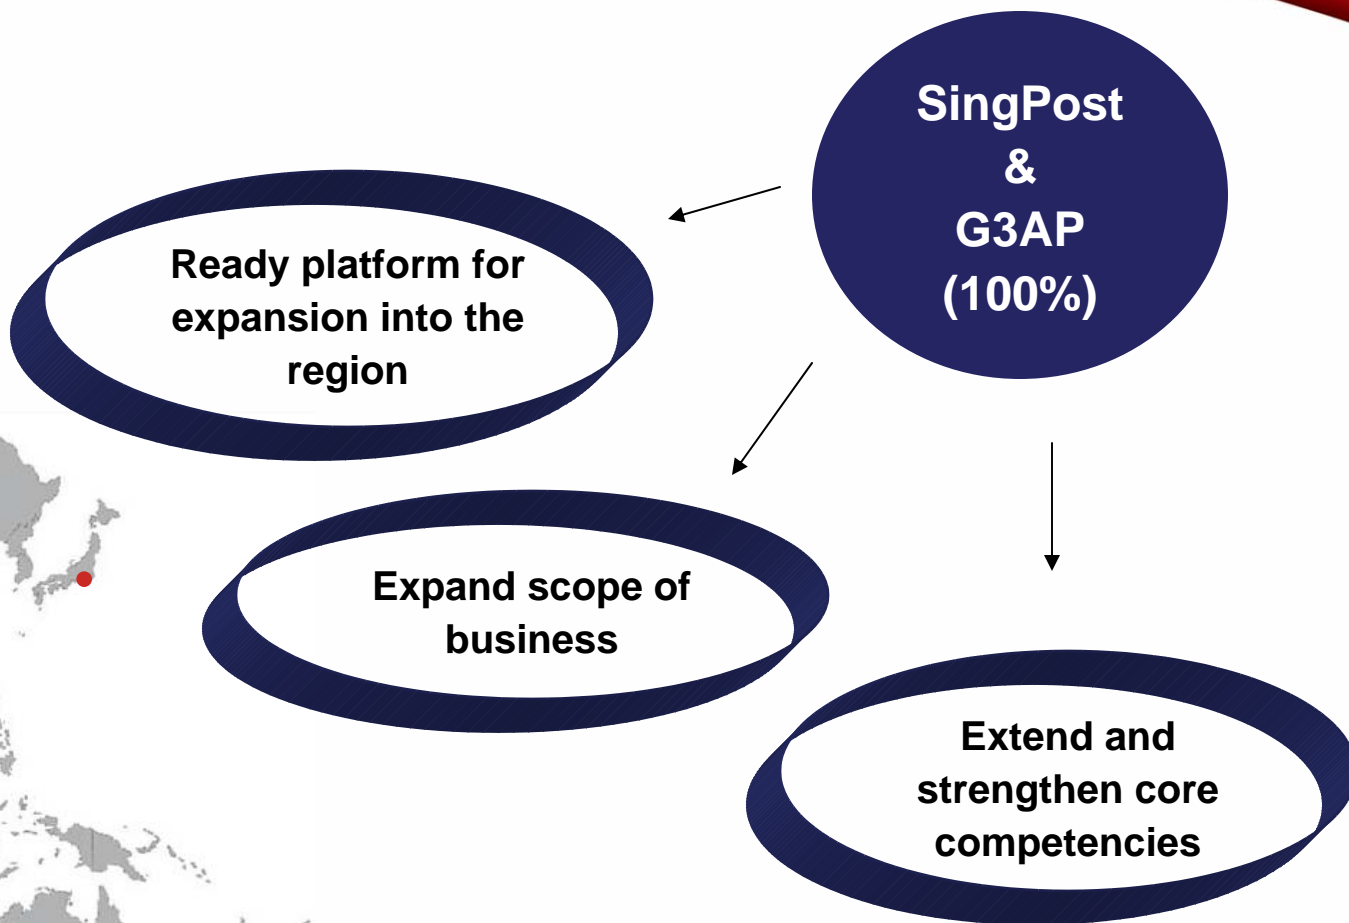 SingPost
&
G3AP
(100%)
Ready platform for
expansion into the
region
Expand scope of
business
Extend and
strengthen core
competencies